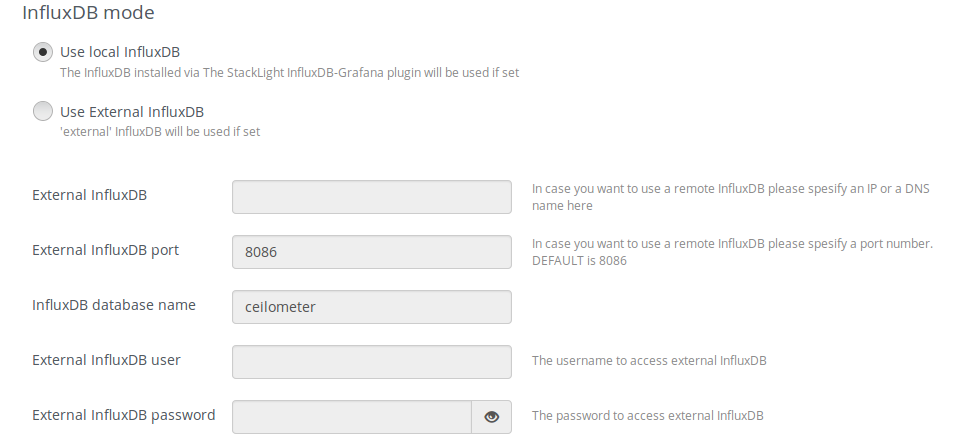 InfluxDB mode
Use local InfluxDB
The InfluxDB installed via The StackLight InfluxDB-Grafana plugin will be used if set
Use External InfluxDB
'external' InfluxDB will be used if set
External InfluxDB
In case you want to use a remote InfluxDB please spesify an IP or a DNS
name here
External InfluxDB port
8086
In case you want to use a remote InfluxDB please spesify a port number.
DEFAULT is 8086
InfluxDB database name
ceilometer
External InfluxDB user
The username to access external InfluxDB
External InfluxDB password
The password to access external InfluxDB